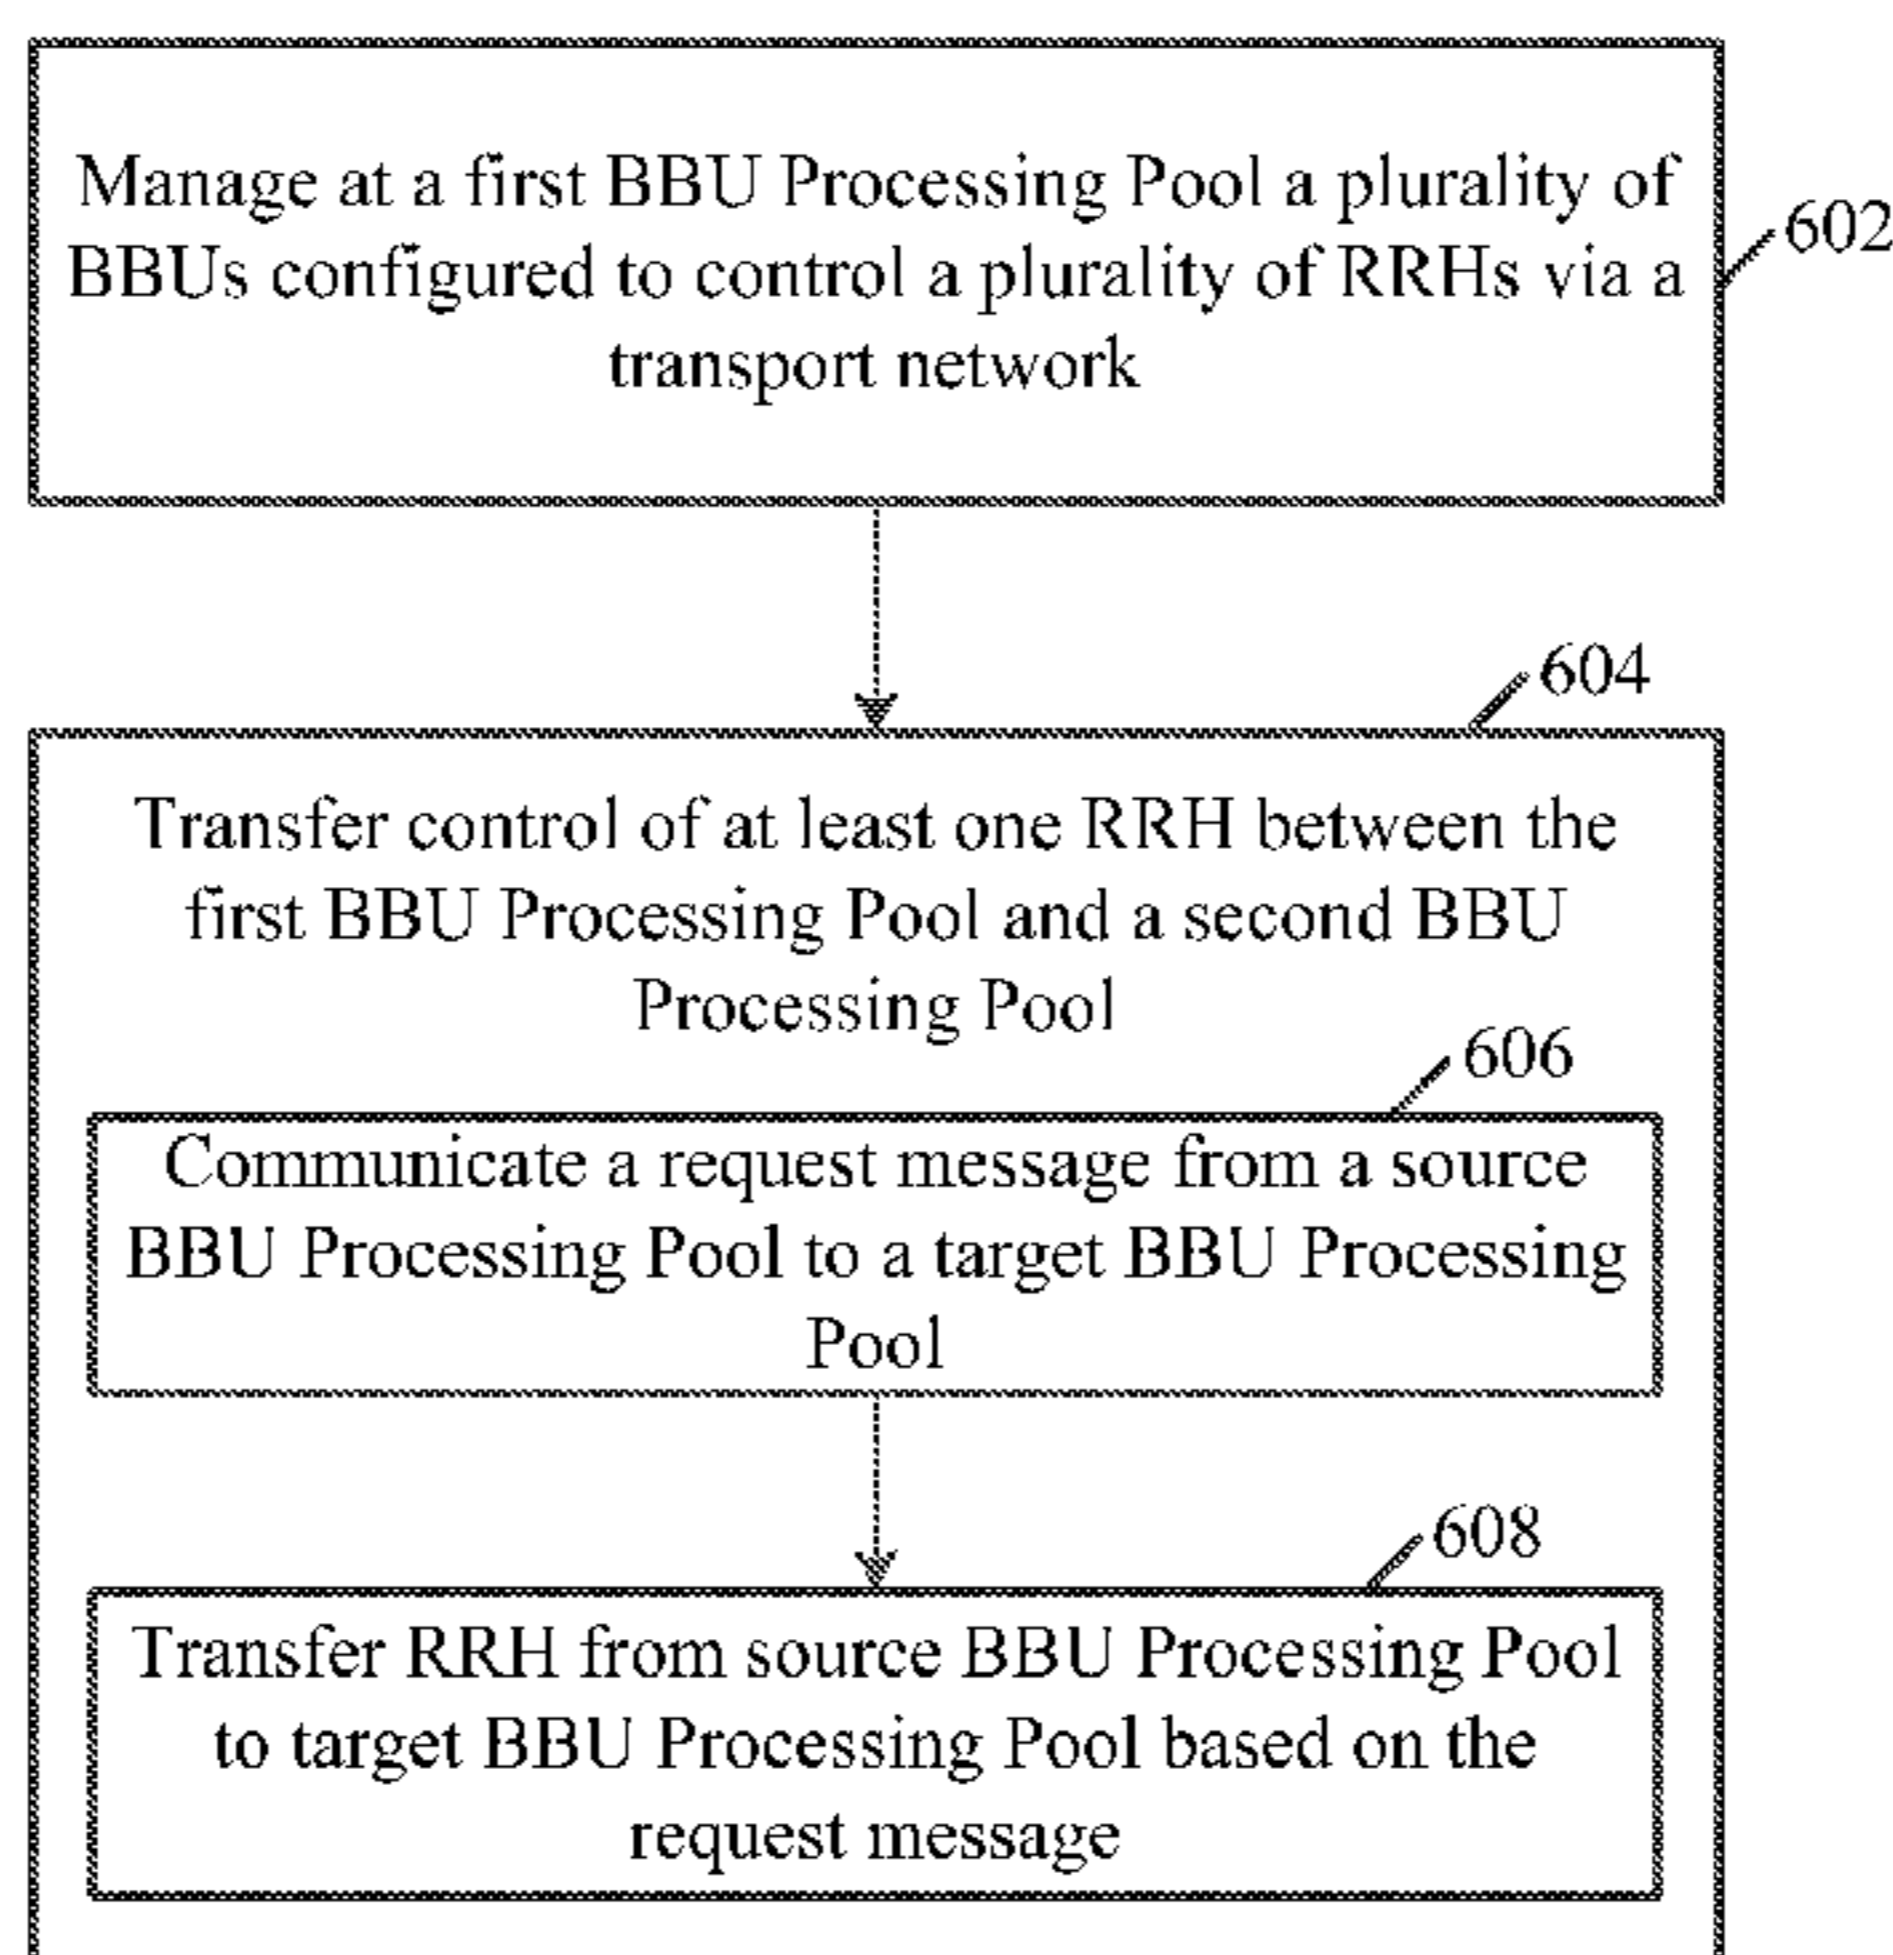 Manage at a first BBU Processing Pool a plurality of
BBUs configured to control a plurality of RRHs via a
transport network
602
604
Transfer control of at least one RRH between the
first BBU Processing Pool and a second BBU
Processing Pool
606
Communicate a request message from a source
BBU Processing Pool to a target BBU Processing
Pool
608
Transfer RRH from source BBU Processing Pool
to target BBU Processing Pool based on the
request message